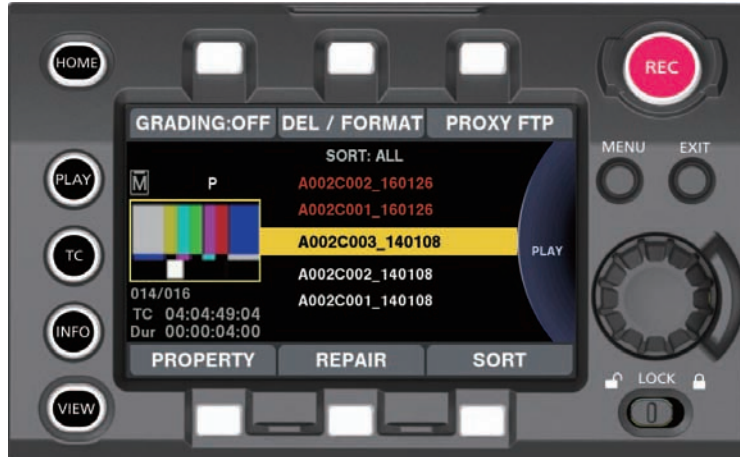 HOME
REC
GRADING:OFF DEL / FORMAT PROXY FTP
MENU EXIT
SORT: ALL
PLAY
M P A002C002_160126
A002C001_160126
A002C003_140108
PLAY
TC
A002C002_140108
014/016
A002C001_140108
TC 04:04:49:04
INFO
Dur 00:00:04:00
PROPERTY REPAIR SORT
LOCK
VIEW
0